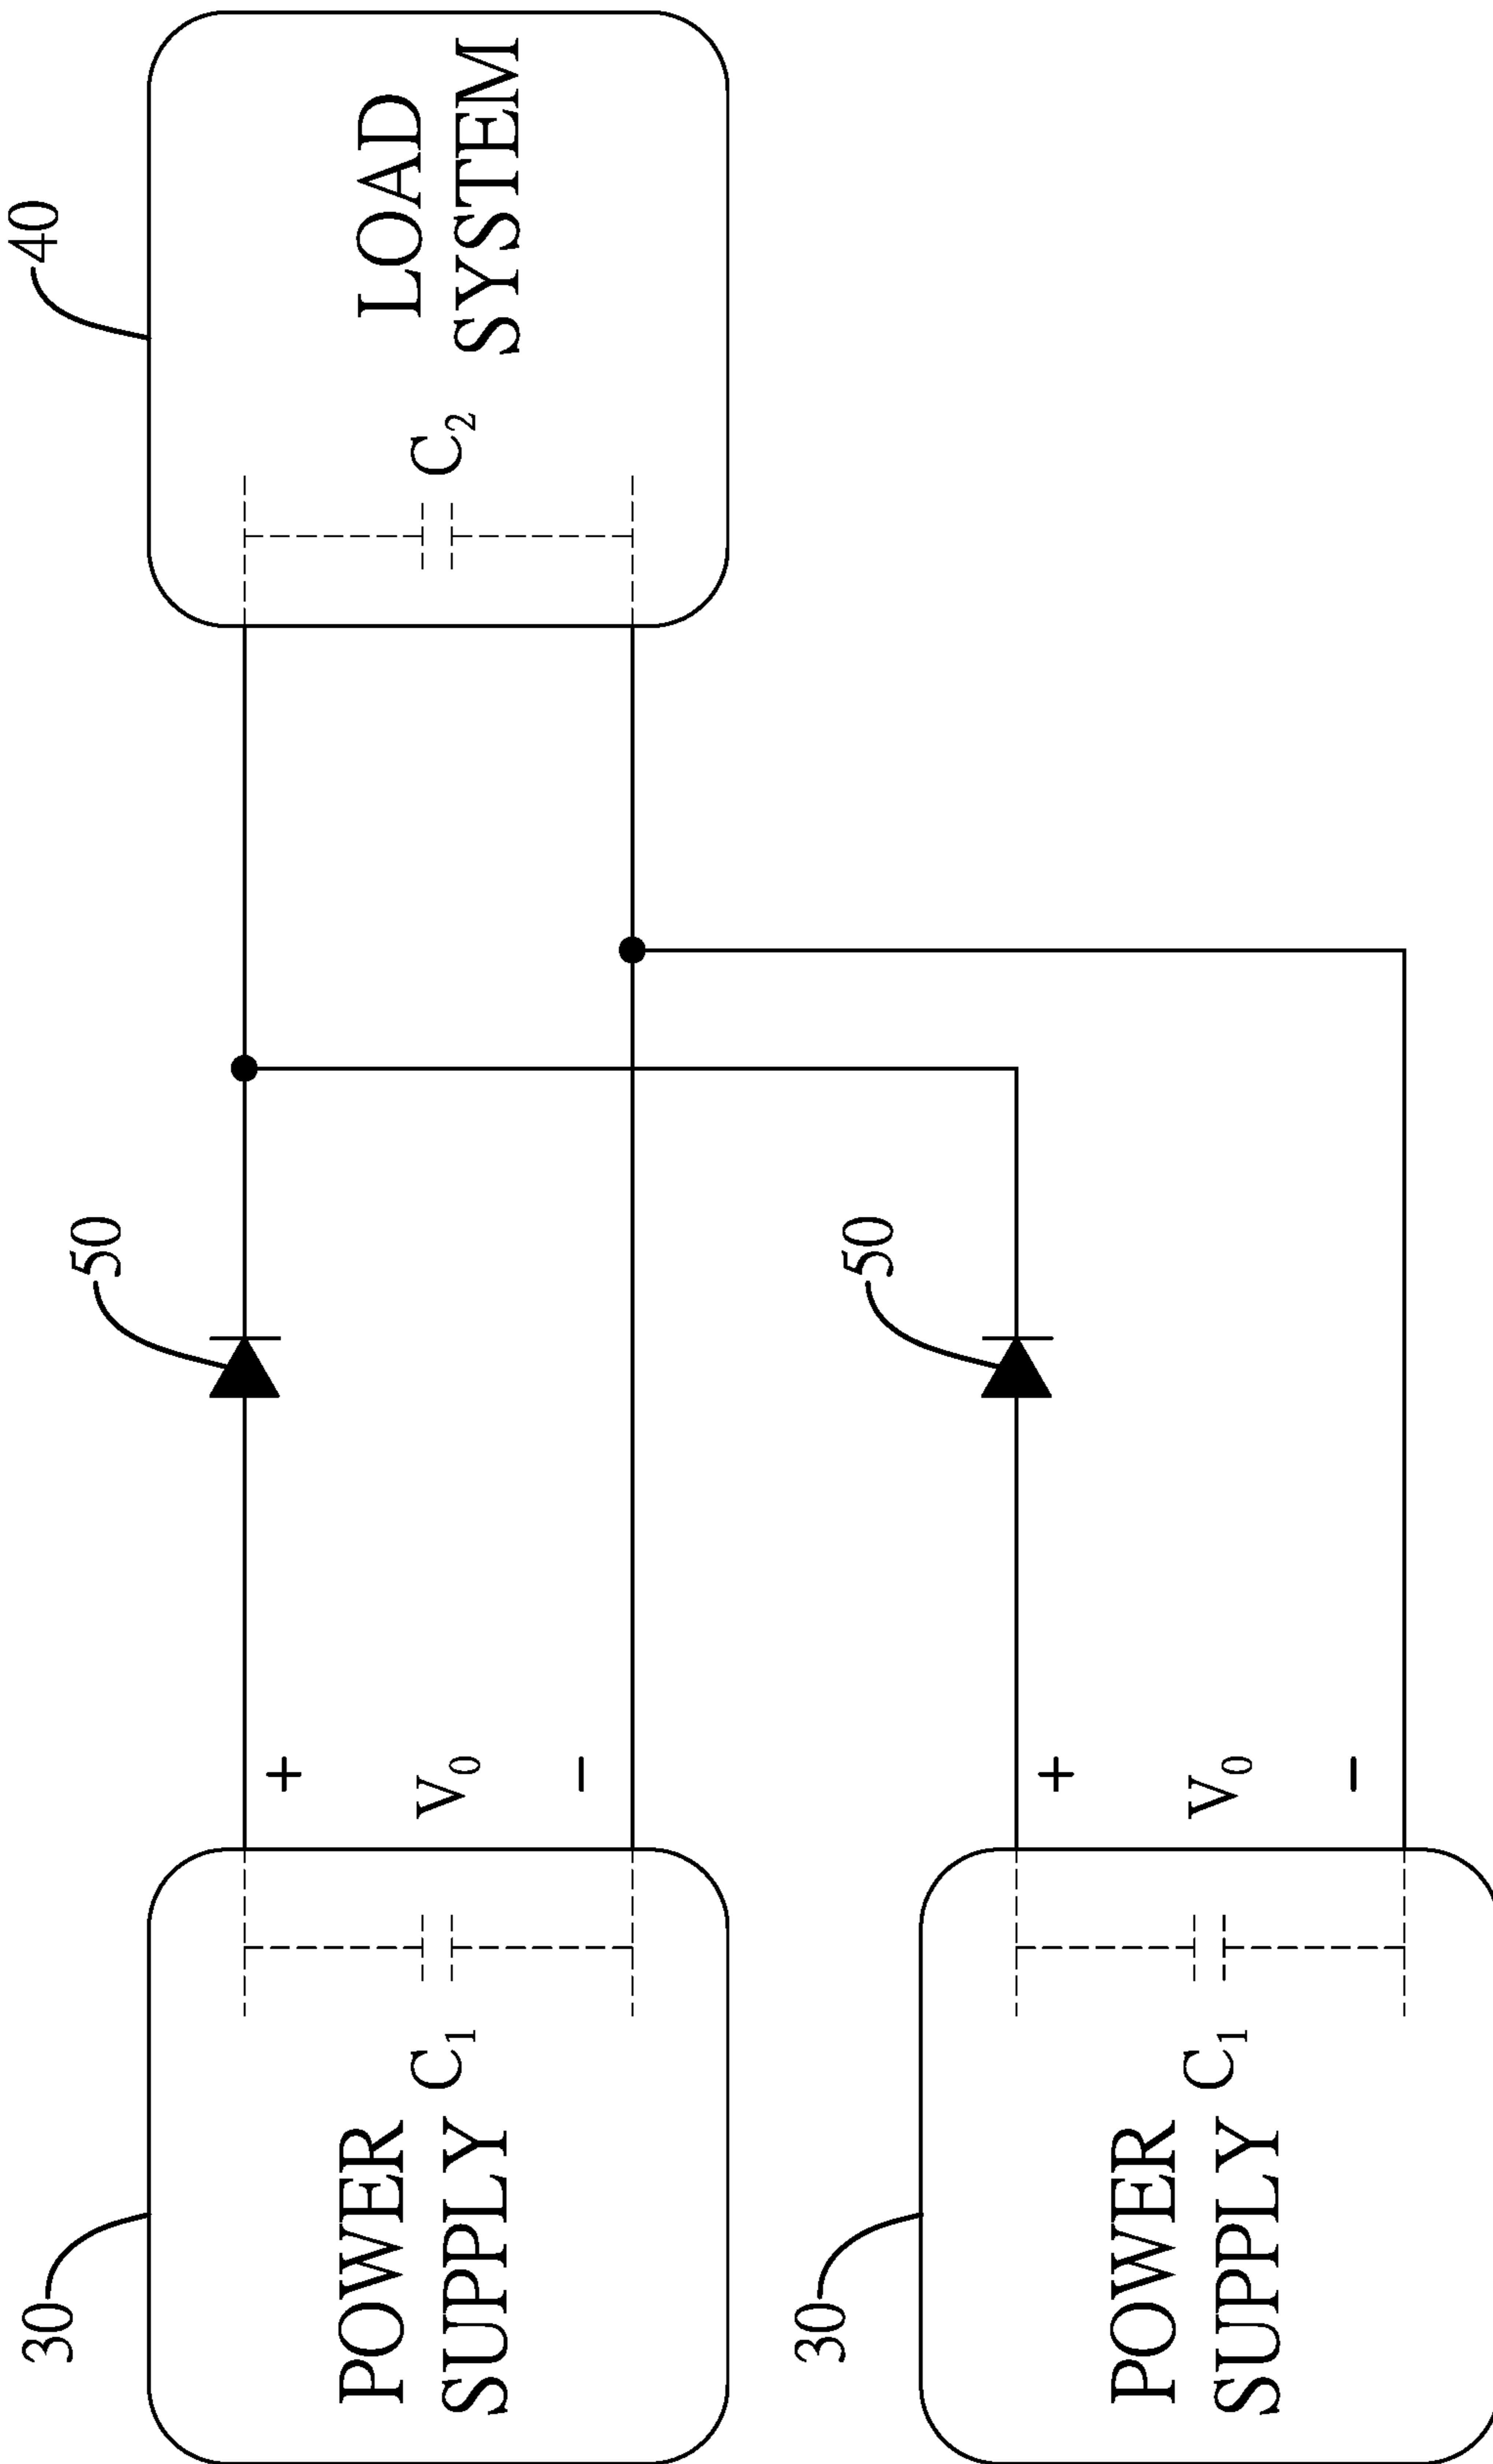 50
40
+
V₀
−
POWER
SUPPLY
C₁
30
C₂
LOAD
SYSTEM
50
+
V₀
−
POWER
SUPPLY
C₁
30